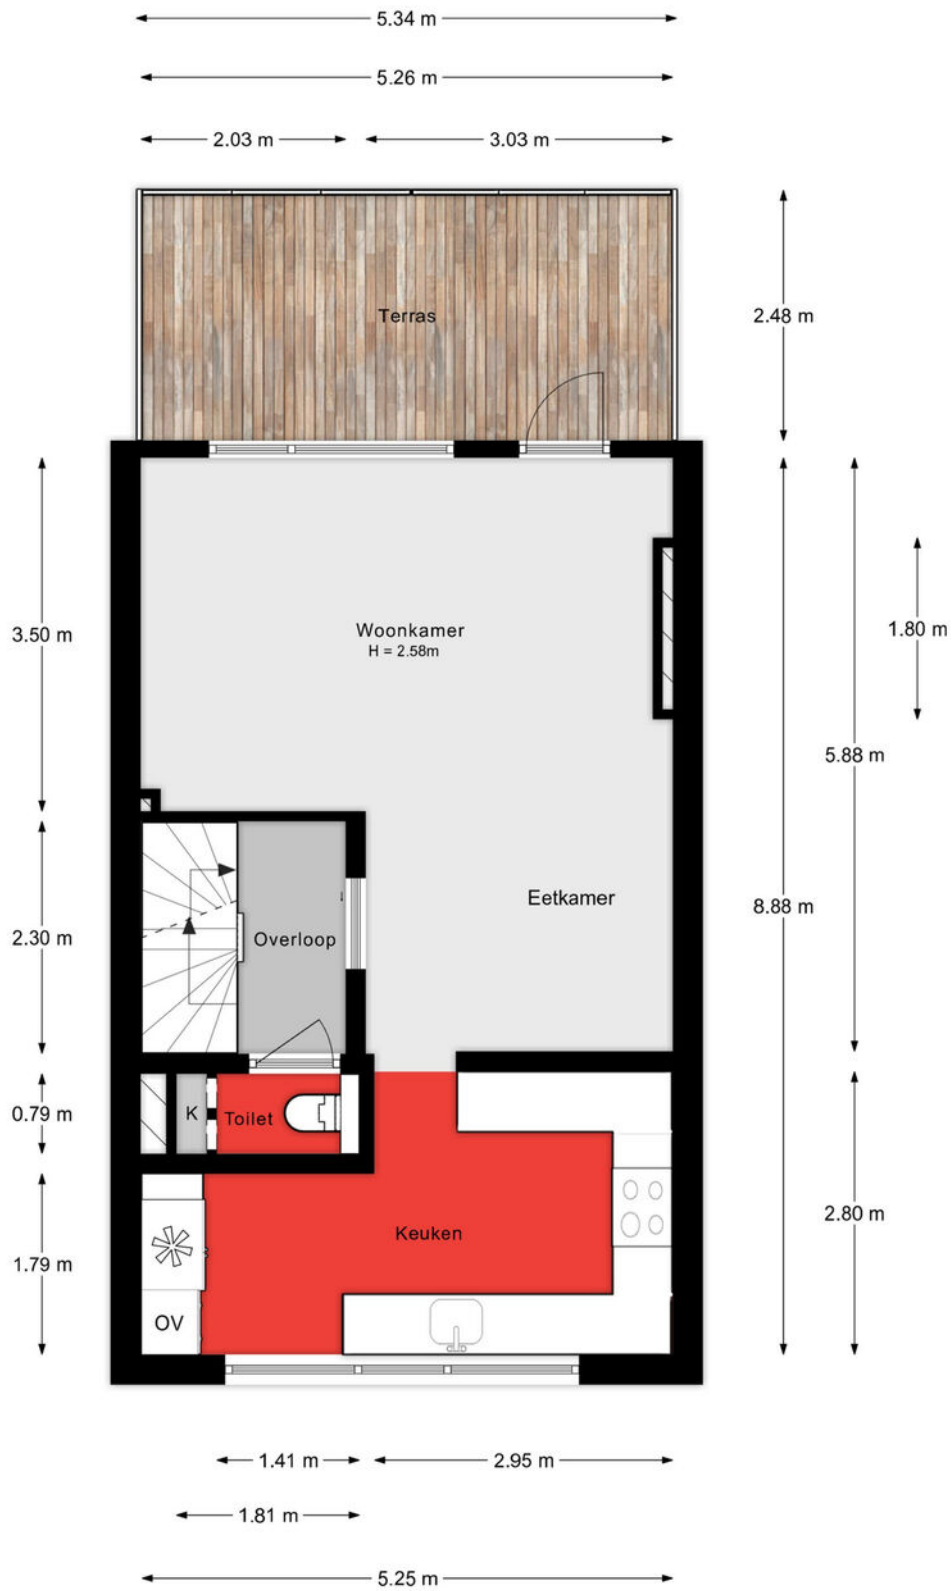 5.34 m
5.26 m
2.03 m
3.03 m
Terras
2.48 m
3.50 m
Woonkamer
H = 2.58m
1.80 m
5.88 m
Eetkamer
8.88 m
2.30 m
Overloop
0.79 m
K
Toilet
Keuken
2.80 m
1.79 m
OV
1.41 m
2.95 m
1.81 m
5.25 m